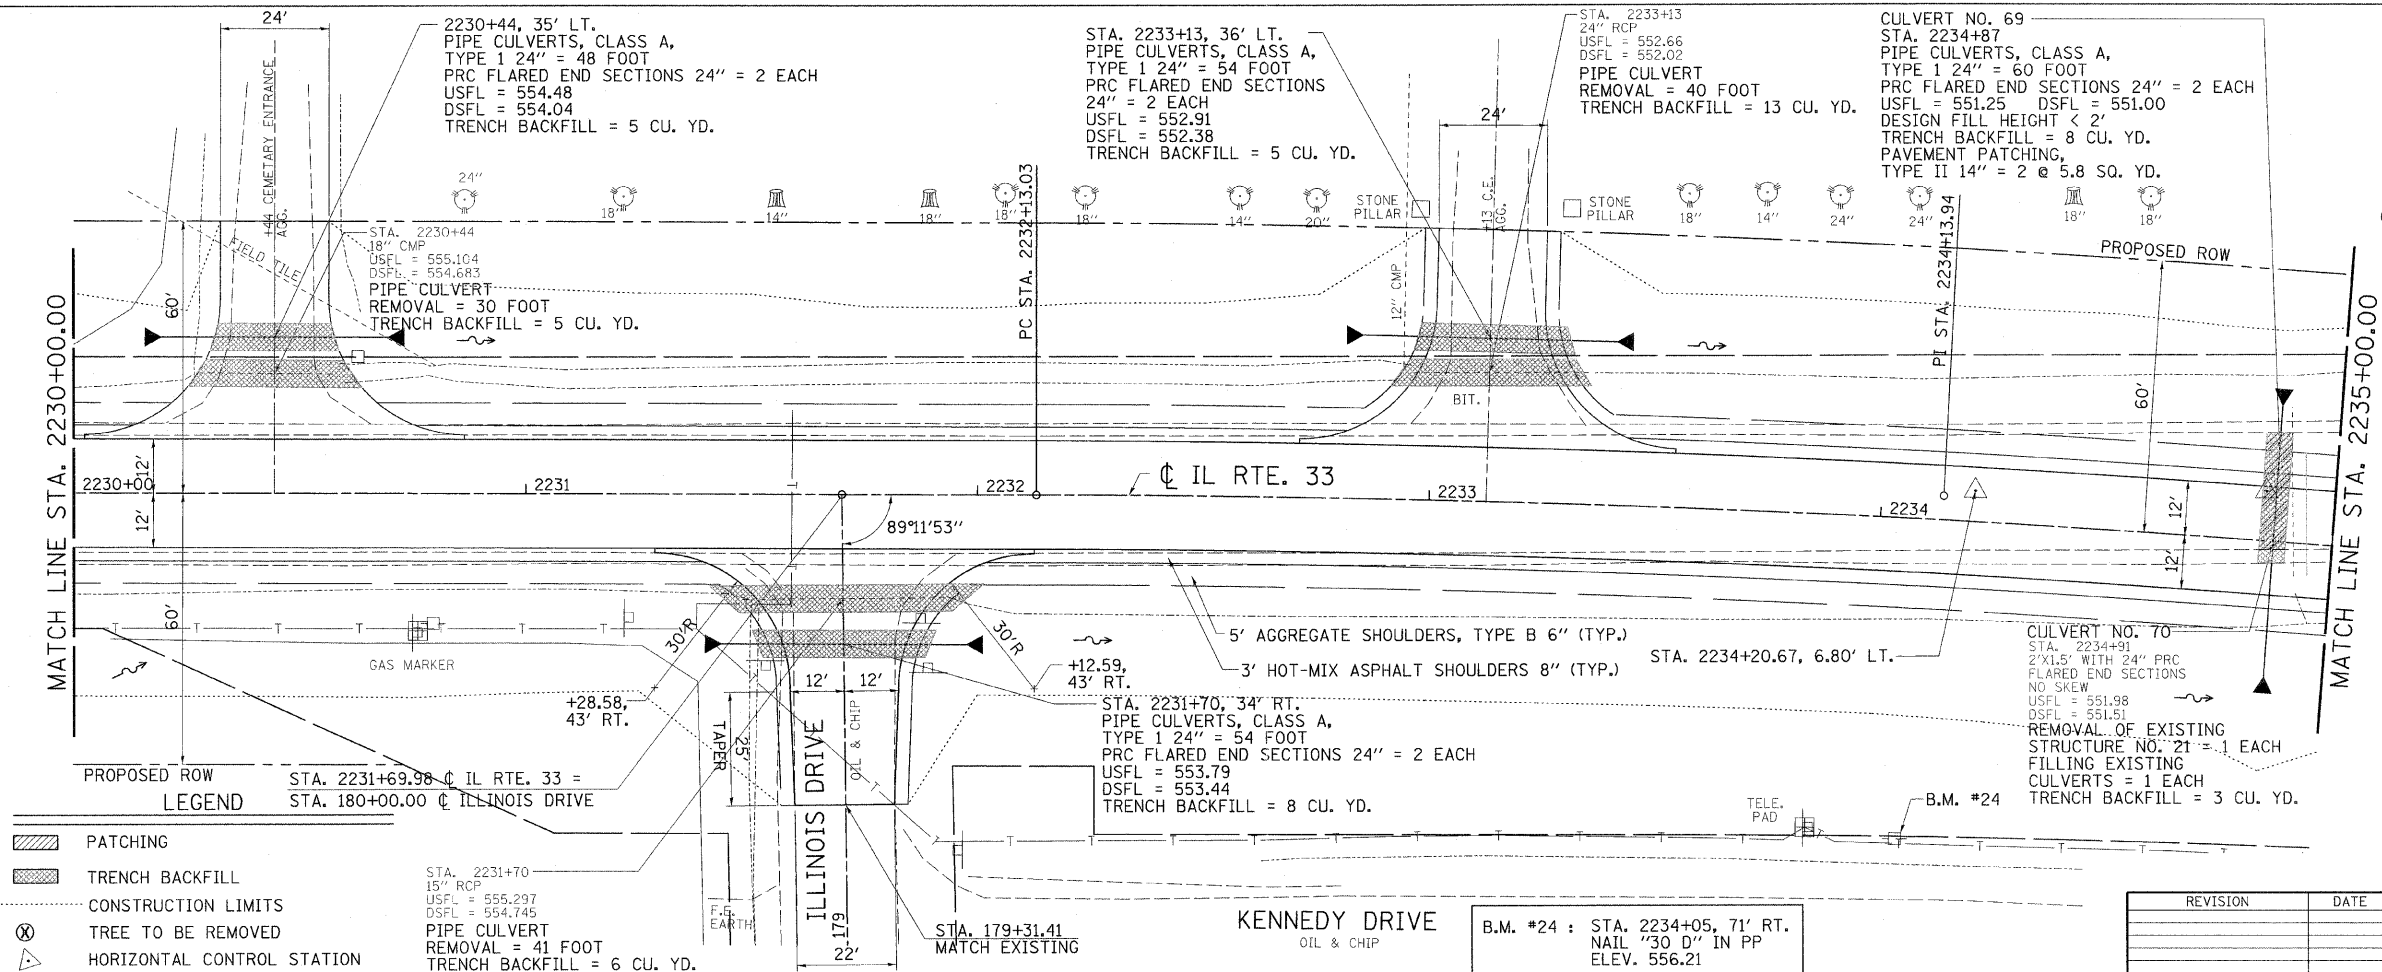 24'
2230+44, 35' LT.
PIPE CULVERTS, CLASS A,
TYPE 1 24" = 48 FOOT
PRC FLARED END SECTIONS 24" = 2 EACH
USFL = 554.48
DSFL = 554.04
TRENCH BACKFILL = 5 CU. YD.
STA. 2233+13, 36' LT.
PIPE CULVERTS, CLASS A,
TYPE 1 24" = 54 FOOT
PRC FLARED END SECTIONS
24" = 2 EACH
USFL = 552.91
DSFL = 552.38
TRENCH BACKFILL = 5 CU. YD.
STA. 2233+13
24" RCP
USFL = 552.66
DSFL = 552.02
PIPE CULVERT
REMOVAL = 40 FOOT
TRENCH BACKFILL = 13 CU. YD.
24'
CULVERT NO. 69
STA. 2234+87
PIPE CULVERTS, CLASS A,
TYPE 1 24" = 60 FOOT
PRC FLARED END SECTIONS 24" = 2 EACH
USFL = 551.25 DSFL = 551.00
DESIGN FILL HEIGHT < 2'
TRENCH BACKFILL = 8 CU. YD.
PAVEMENT PATCHING,
TYPE II 14" = 2 @ 5.8 SQ. YD.
+44 CEMETARY ENTRANCE
AGG.
24"
18"
14"
18"
18"
18"
14"
20"
STONE
PILLAR
+13 C.E.
AGG.
STONE
PILLAR
18"
14"
24"
24"
18"
18"
PROPOSED ROW
FIELD TILE
STA. 2230+44
18" CMP
USFL = 555.104
DSFL = 554.683
PIPE CULVERT
REMOVAL = 30 FOOT
TRENCH BACKFILL = 5 CU. YD.
PC STA. 2232+13.03
12" CMP
PI STA. 2234+13.94
60'
60'
MATCH LINE STA. 2230+00.00
MATCH LINE STA. 2235+00.00
BIT.
12'
2230+00
2231
2232
℄ IL RTE. 33
2233
2234
12'
12'
12'
89°11'53"
60'
GAS MARKER
30'R
30'R
5' AGGREGATE SHOULDERS, TYPE B 6" (TYP.)
3' HOT-MIX ASPHALT SHOULDERS 8" (TYP.)
STA. 2234+20.67, 6.80' LT.
+12.59,
43' RT.
+28.58,
43' RT.
12'
12'
TAPER
25'
OIL & CHIP
ILLINOIS DRIVE
STA. 2231+70, 34' RT.
PIPE CULVERTS, CLASS A,
TYPE 1 24" = 54 FOOT
PRC FLARED END SECTIONS 24" = 2 EACH
USFL = 553.79
DSFL = 553.44
TRENCH BACKFILL = 8 CU. YD.
CULVERT NO. 70
STA. 2234+91
2'X1.5' WITH 24" PRC
FLARED END SECTIONS
NO SKEW
USFL = 551.98
DSFL = 551.51
REMOVAL OF EXISTING
STRUCTURE NO. 21 = 1 EACH
FILLING EXISTING
CULVERTS = 1 EACH
TRENCH BACKFILL = 3 CU. YD.
PROPOSED ROW
STA. 2231+69.98 ℄ IL RTE. 33 =
STA. 180+00.00 ℄ ILLINOIS DRIVE
TELE.
PAD
B.M. #24
LEGEND
PATCHING
TRENCH BACKFILL
CONSTRUCTION LIMITS
TREE TO BE REMOVED
HORIZONTAL CONTROL STATION
STA. 2231+70
15" RCP
USFL = 555.297
DSFL = 554.745
PIPE CULVERT
REMOVAL = 41 FOOT
TRENCH BACKFILL = 6 CU. YD.
F.E.
EARTH
179
22'
STA. 179+31.41
MATCH EXISTING
KENNEDY DRIVE
OIL & CHIP
B.M. #24 : STA. 2234+05, 71' RT.
NAIL "30 D" IN PP
ELEV. 556.21
REVISION DATE